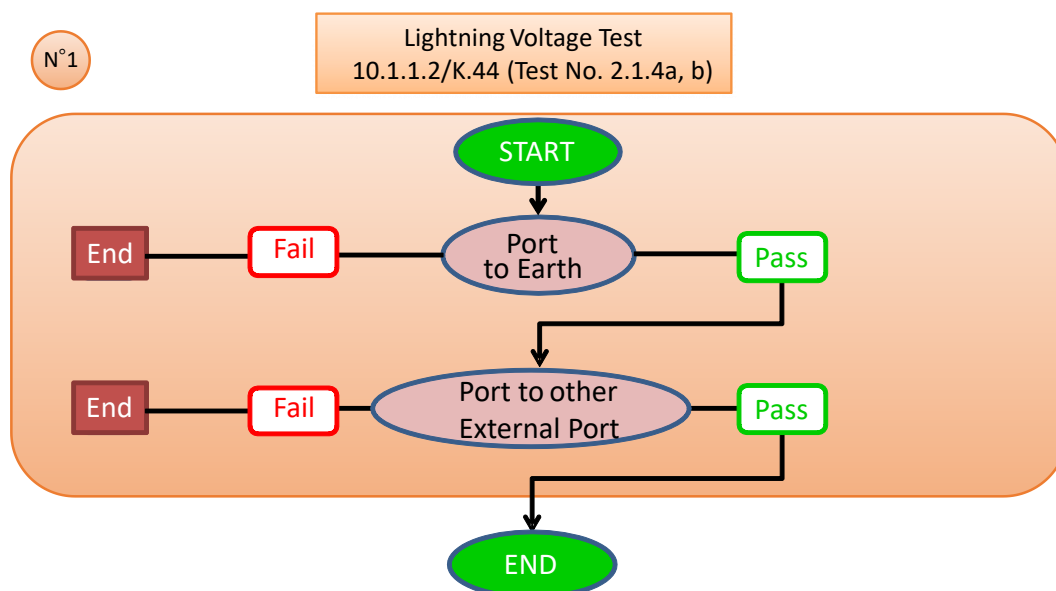 N°1
Lightning Voltage Test
10.1.1.2/K.44 (Test No. 2.1.4a, b)
START
End
Fail
Port
to Earth
Pass
End
Fail
Port to other
External Port
Pass
END